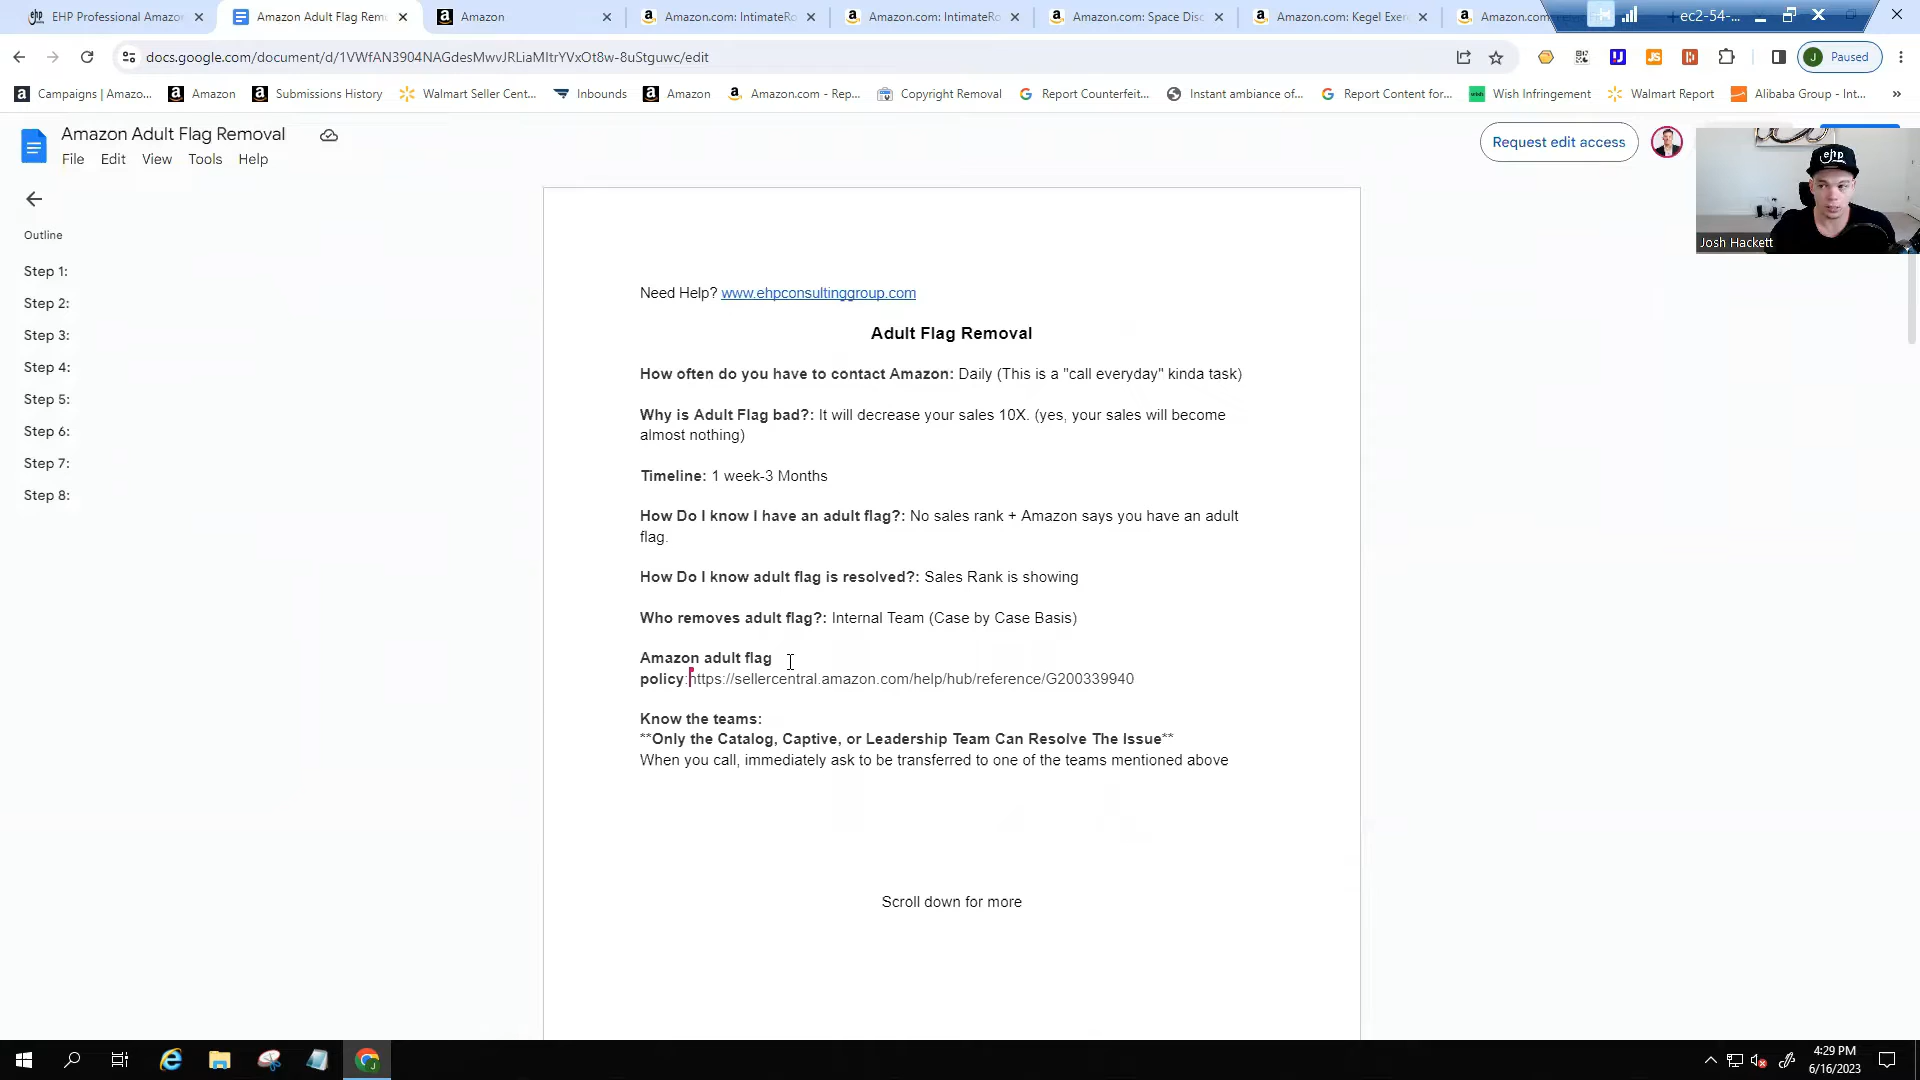 EHP Professional Amazon
Amazon Adult Flag Rem
Amazon
Amazon.com: IntimateRo
Amazon.com: IntimateRo
Amazon.com: Space Disc
Amazon.com: Kegel Exer
Amazon.com
ec2-54-...
docs.google.com/document/d/1VWfAN3904NAGdesMwvJRLiaMItrYVxOt8w-8uStguwc/edit
J
Paused
Campaigns | Amazo...
Amazon
Submissions History
Walmart Seller Cent...
Inbounds
Amazon
Amazon.com - Rep...
Copyright Removal
Report Counterfeit...
Instant ambiance of...
Report Content for...
Wish Infringement
Walmart Report
Alibaba Group - Int...
Amazon Adult Flag Removal
File Edit View Tools Help
Request edit access
ehp
Josh Hackett
Outline
Step 1:
Step 2:
Step 3:
Step 4:
Step 5:
Step 6:
Step 7:
Step 8:
Need Help? www.ehpconsultinggroup.com
Adult Flag Removal
How often do you have to contact Amazon: Daily (This is a "call everyday" kinda task)
Why is Adult Flag bad?: It will decrease your sales 10X. (yes, your sales will become
almost nothing)
Timeline: 1 week-3 Months
How Do I know I have an adult flag?: No sales rank + Amazon says you have an adult
flag.
How Do I know adult flag is resolved?: Sales Rank is showing
Who removes adult flag?: Internal Team (Case by Case Basis)
Amazon adult flag
policy:https://sellercentral.amazon.com/help/hub/reference/G200339940
Know the teams:
**Only the Catalog, Captive, or Leadership Team Can Resolve The Issue**
When you call, immediately ask to be transferred to one of the teams mentioned above
Scroll down for more
4:29 PM
6/16/2023